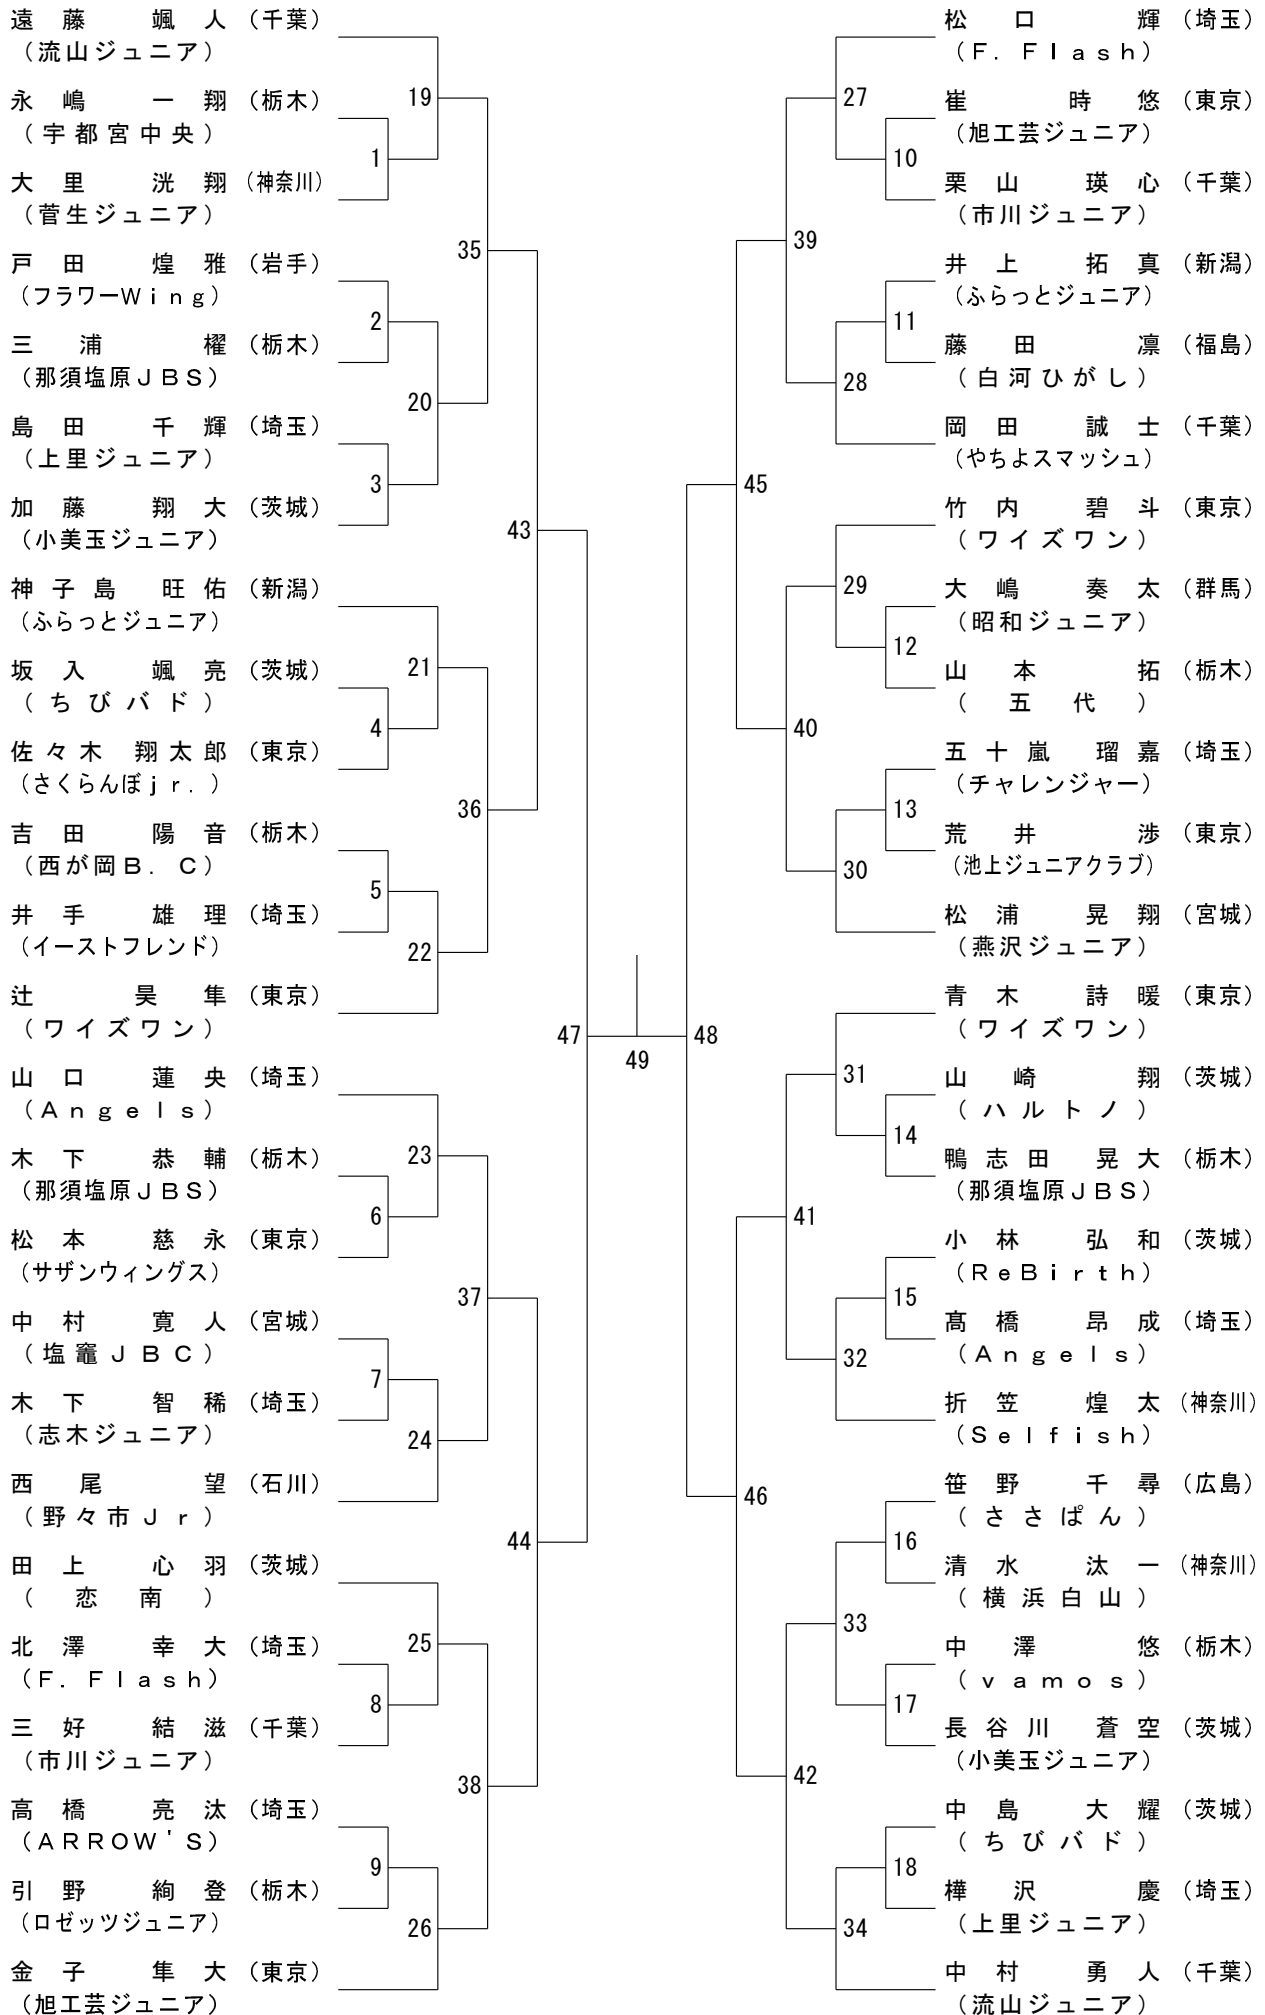 遠藤 颯人 (千葉)
(流山ジュニア)
永嶋 一翔 (栃木)
(宇都宮中央)
大里 洸翔 (神奈川)
(菅生ジュニア)
戸田 煌雅 (岩手)
(フラワーWing)
三浦 櫂 (栃木)
(那須塩原JBS)
島田 千輝 (埼玉)
(上里ジュニア)
加藤 翔大 (茨城)
(小美玉ジュニア)
神子島 旺佑 (新潟)
(ふらっとジュニア)
坂入 颯亮 (茨城)
(ちびバド)
佐々木 翔太郎 (東京)
(さくらんぼjr.)
吉田 陽音 (栃木)
(西が岡B.C)
井手 雄理 (埼玉)
(イーストフレンド)
辻 昊隼 (東京)
(ワイズワン)
山口 蓮央 (埼玉)
(Angels)
木下 恭輔 (栃木)
(那須塩原JBS)
松本 慈永 (東京)
(サザンウィングス)
中村 寛人 (宮城)
(塩竈JBC)
木下 智稀 (埼玉)
(志木ジュニア)
西尾 望 (石川)
(野々市Jr)
田上 心羽 (茨城)
(恋南)
北澤 幸大 (埼玉)
(F.Flash)
三好 結滋 (千葉)
(市川ジュニア)
高橋 亮汰 (埼玉)
(ARROW'S)
引野 絢登 (栃木)
(ロゼッツジュニア)
金子 隼大 (東京)
(旭工芸ジュニア)
1
2
3
4
5
6
7
8
9
19
20
21
22
23
24
25
26
35
36
37
38
43
44
47
49
48
45
46
39
40
41
42
27
28
29
30
31
32
33
34
10
11
12
13
14
15
16
17
18
松口 輝 (埼玉)
(F.Flash)
崔 時悠 (東京)
(旭工芸ジュニア)
栗山 瑛心 (千葉)
(市川ジュニア)
井上 拓真 (新潟)
(ふらっとジュニア)
藤田 凛 (福島)
(白河ひがし)
岡田 誠士 (千葉)
(やちよスマッシュ)
竹内 碧斗 (東京)
(ワイズワン)
大嶋 奏太 (群馬)
(昭和ジュニア)
山本 拓 (栃木)
(五代)
五十嵐 瑠嘉 (埼玉)
(チャレンジャー)
荒井 渉 (東京)
(池上ジュニアクラブ)
松浦 晃翔 (宮城)
(燕沢ジュニア)
青木 詩暖 (東京)
(ワイズワン)
山崎 翔 (茨城)
(ハルトノ)
鴨志田 晃大 (栃木)
(那須塩原JBS)
小林 弘和 (茨城)
(ReBirth)
髙橋 昂成 (埼玉)
(Angels)
折笠 煌太 (神奈川)
(Selfish)
笹野 千尋 (広島)
(ささぱん)
清水 汰一 (神奈川)
(横浜白山)
中澤 悠 (栃木)
(vamos)
長谷川 蒼空 (茨城)
(小美玉ジュニア)
中島 大耀 (茨城)
(ちびバド)
樺沢 慶 (埼玉)
(上里ジュニア)
中村 勇人 (千葉)
(流山ジュニア)